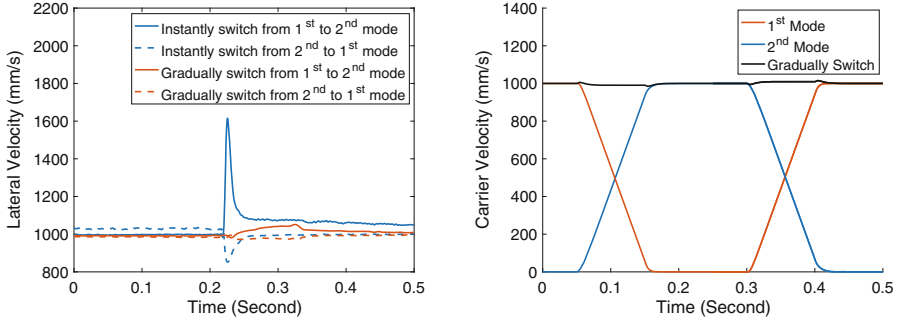 2200
2000
1800
1600
1400
1200
1000
800
0
0.1
0.2
0.3
0.4
0.5
Lateral Velocity (mm/s)
Time (Second)
Instantly switch from 1st to 2nd mode
Instantly switch from 2nd to 1st mode
Gradually switch from 1st to 2nd mode
Gradually switch from 2nd to 1st mode
1400
1200
1000
800
600
400
200
0
0
0.1
0.2
0.3
0.4
0.5
Carrier Velocity (mm/s)
Time (Second)
1st Mode
2nd Mode
Gradually Switch